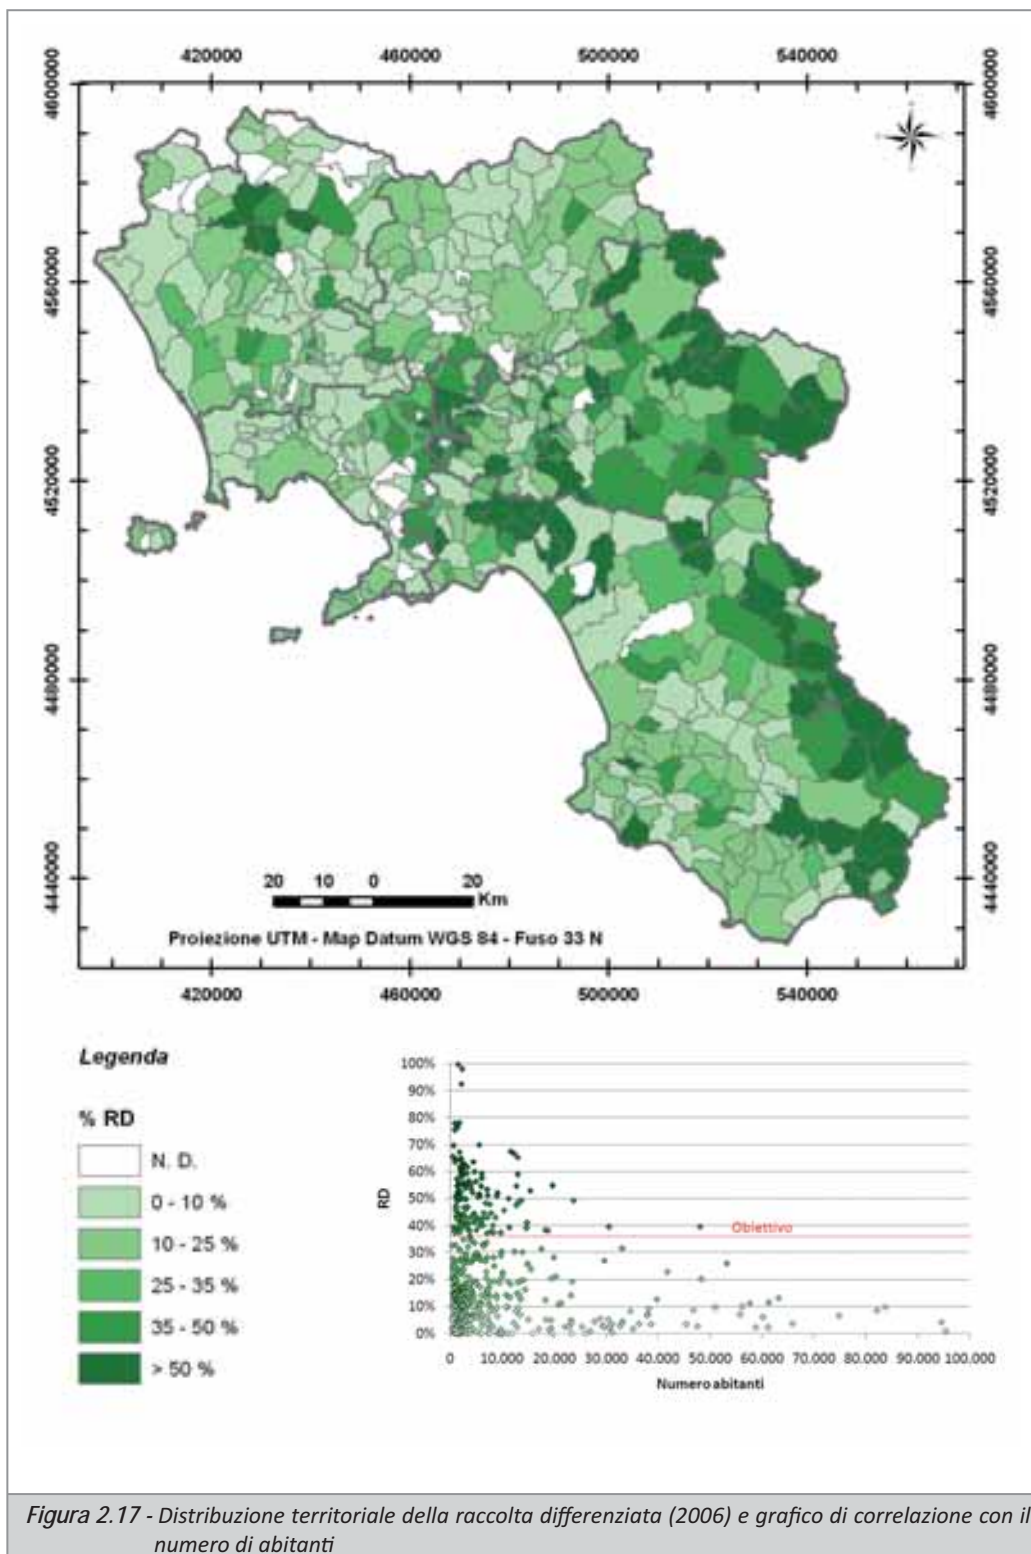 420000 460000 500000 540000
4600000 4600000
4560000 4560000
4520000 4520000
4480000 4480000
4440000 4440000
20 10 0 20
Km
Proiezione UTM - Map Datum WGS 84 - Fuso 33 N
420000 460000 500000 540000
Legenda
% RD
N. D.
0 - 10 %
10 - 25 %
25 - 35 %
35 - 50 %
> 50 %
100%
90%
80%
70%
60%
50%
40%
30%
20%
10%
0%
RD
Obiettivo
0 10.000 20.000 30.000 40.000 50.000 60.000 70.000 80.000 90.000 100.000
Numero abitanti
Figura 2.17 - Distribuzione territoriale della raccolta differenziata (2006) e grafico di correlazione con il
numero di abitanti